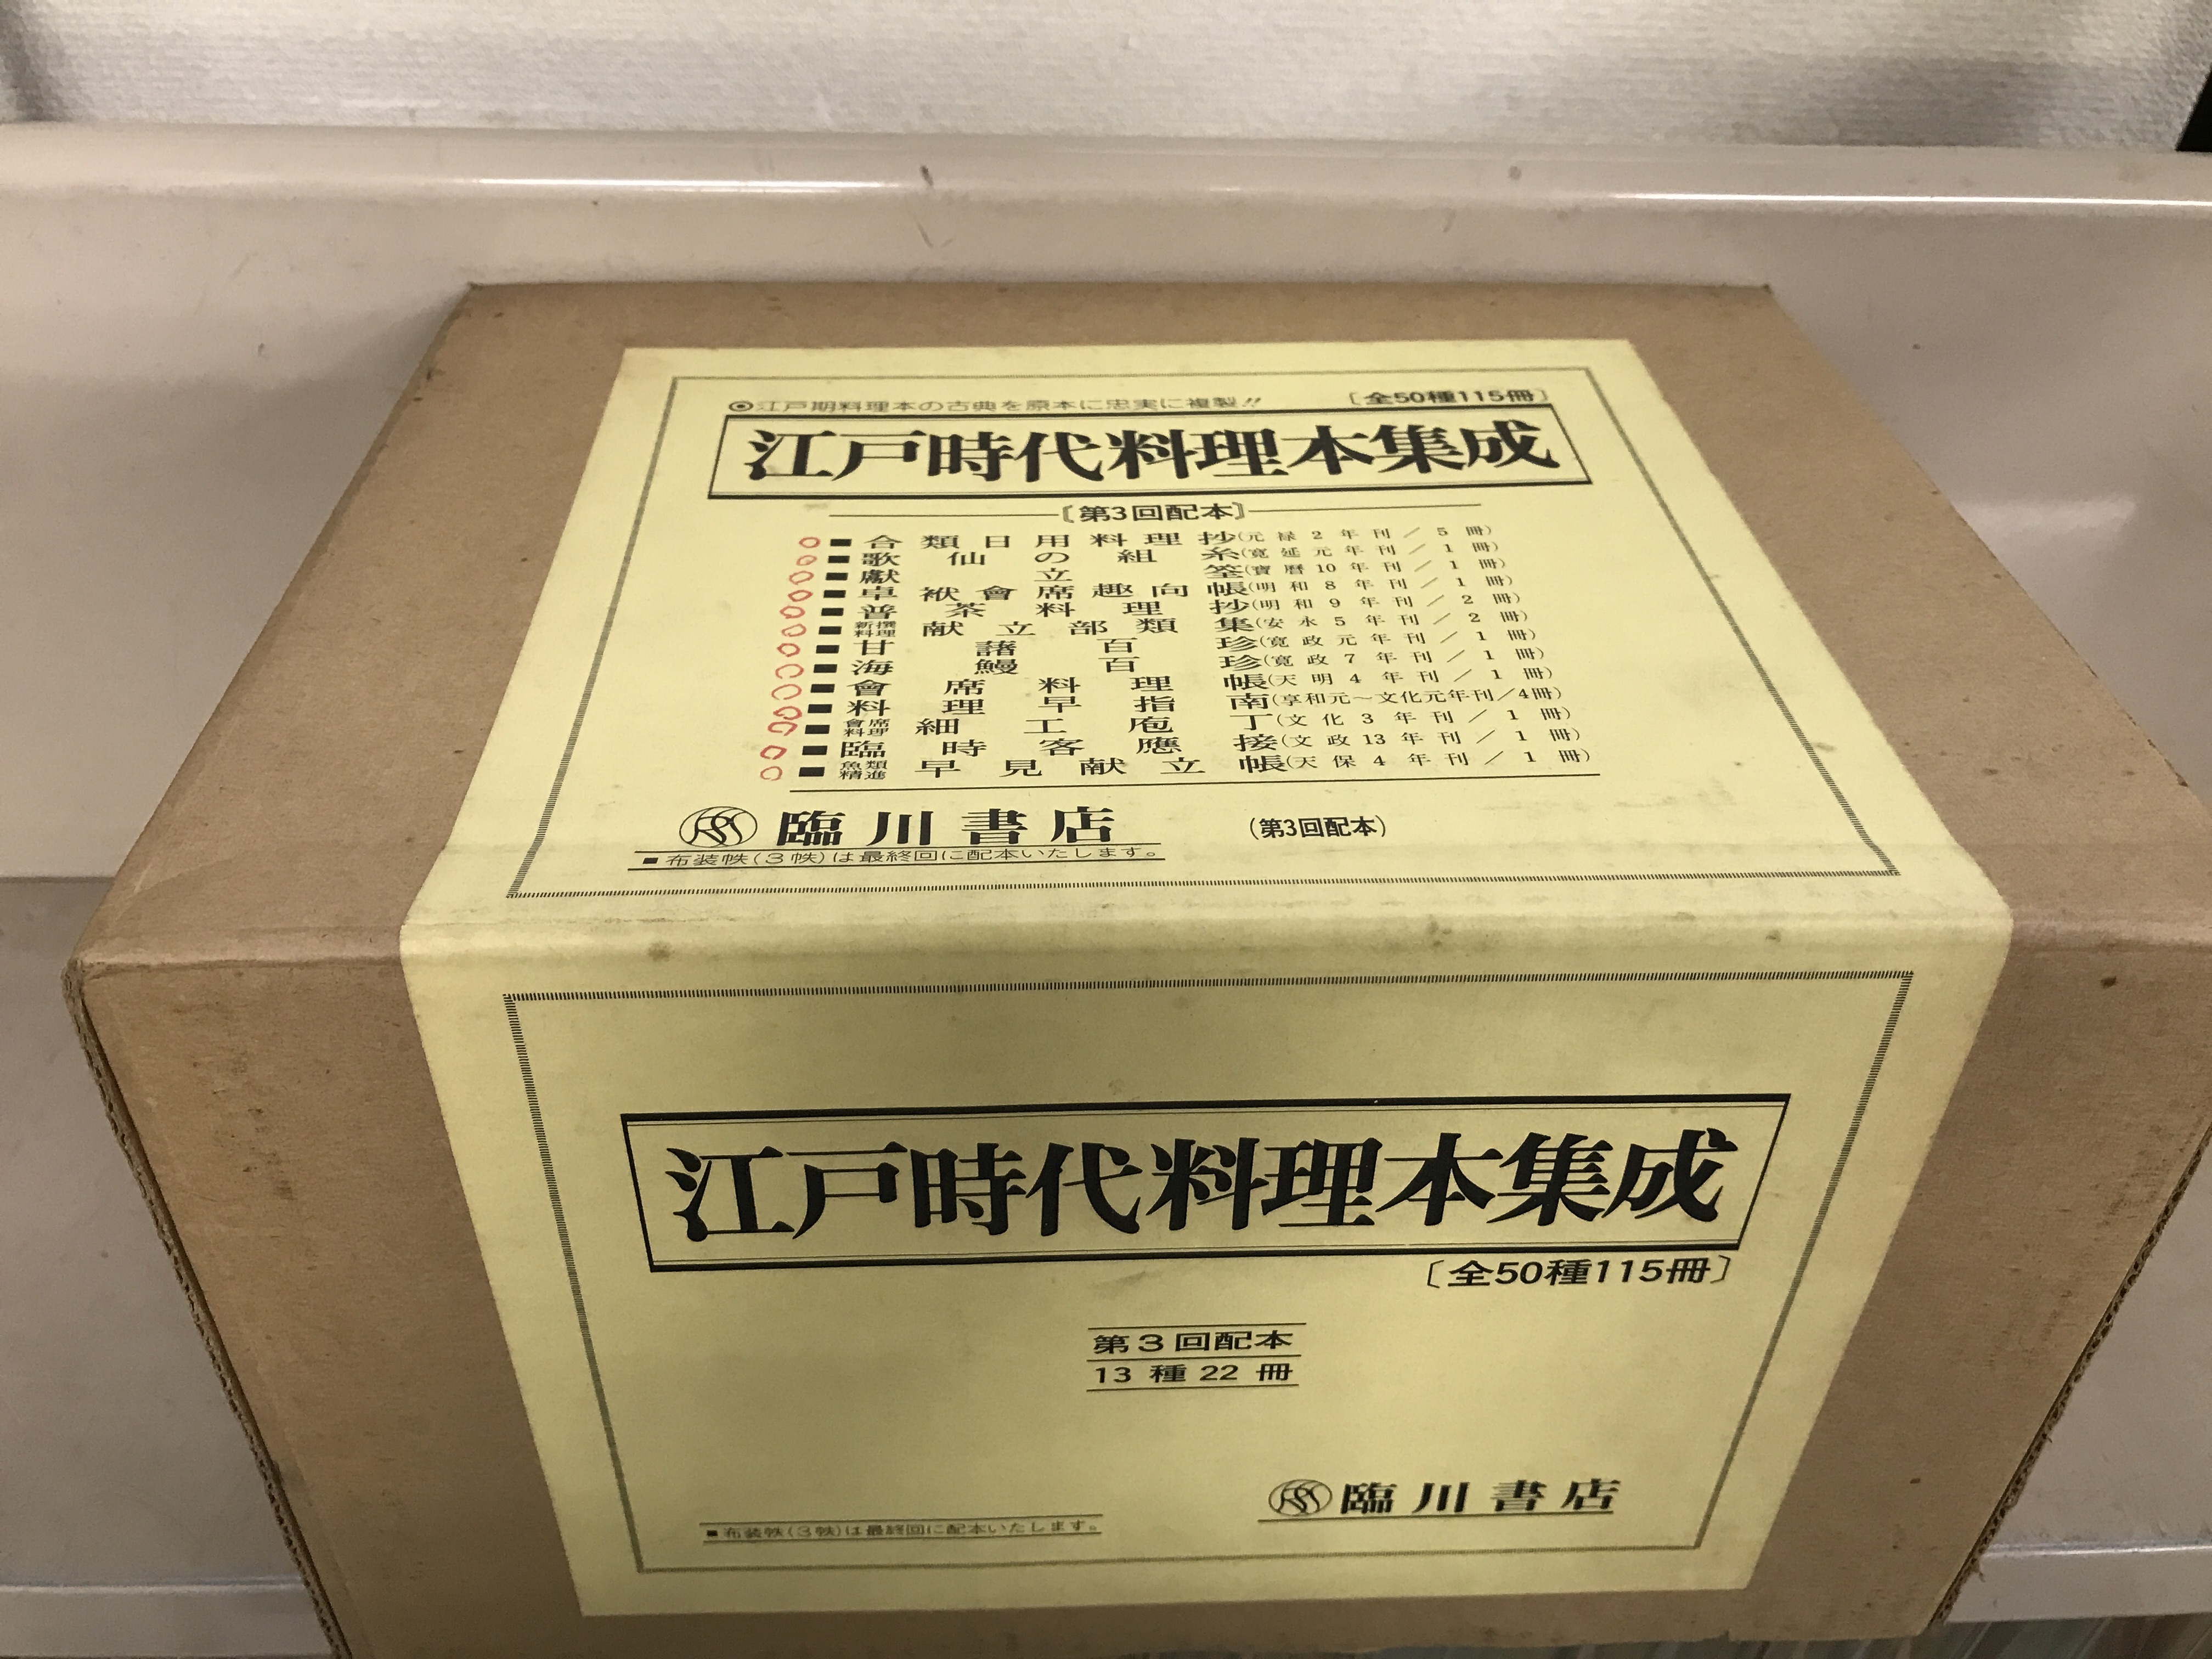 ◉江戸期料理本の古典を原本に忠実に複製!!
〔全50種115冊〕
江戸時代料理本集成
〔第3回配本〕
■合類日用料理抄(元禄2年刊/5冊)
■歌仙の組糸(寛延元年刊/1冊)
■獻立筌(寶暦10年刊/1冊)
■卓袱會席趣向帳(明和8年刊/1冊)
■普茶料理抄(明和9年刊/2冊)
■新撰料理献立部類集(安永5年刊/2冊)
■甘藷百珍(寛政元年刊/1冊)
■海鰻百珍(寛政7年刊/1冊)
■會席料理帳(天明4年刊/1冊)
■料理早指南(享和元~文化元年刊/4冊)
■會席料理細工庖丁(文化3年刊/1冊)
■臨時客應接(文政13年刊/1冊)
■魚類精進早見献立帳(天保4年刊/1冊)
臨川書店
(第3回配本)
■布装帙(3帙)は最終回に配本いたします。
江戸時代料理本集成
〔全50種115冊〕
第3回配本
13種22冊
臨川書店
■布装帙(3帙)は最終回に配本いたします。